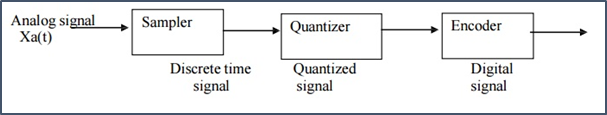 Analog signal
Xa(t)
Sampler
Quantizer
Encoder
Discrete time
signal
Quantized
signal
Digital
signal